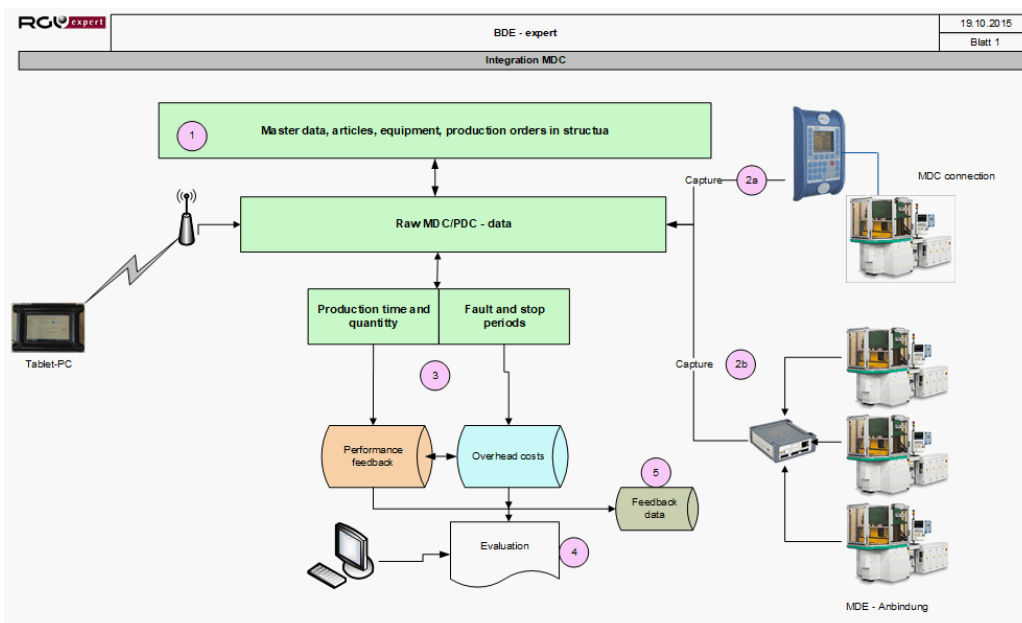 RGU expert
BDE - expert
19.10.2015
Blatt 1
Integration MDC
1
Master data, articles, equipment, production orders in structua
Capture
2a
MDC connection
Raw MDC/PDC - data
Production time and
quantitty
Fault and stop
periods
Tablet-PC
3
Capture
2b
Performance
feedback
Overhead costs
5
Feedback
data
Evaluation
4
MDE - Anbindung